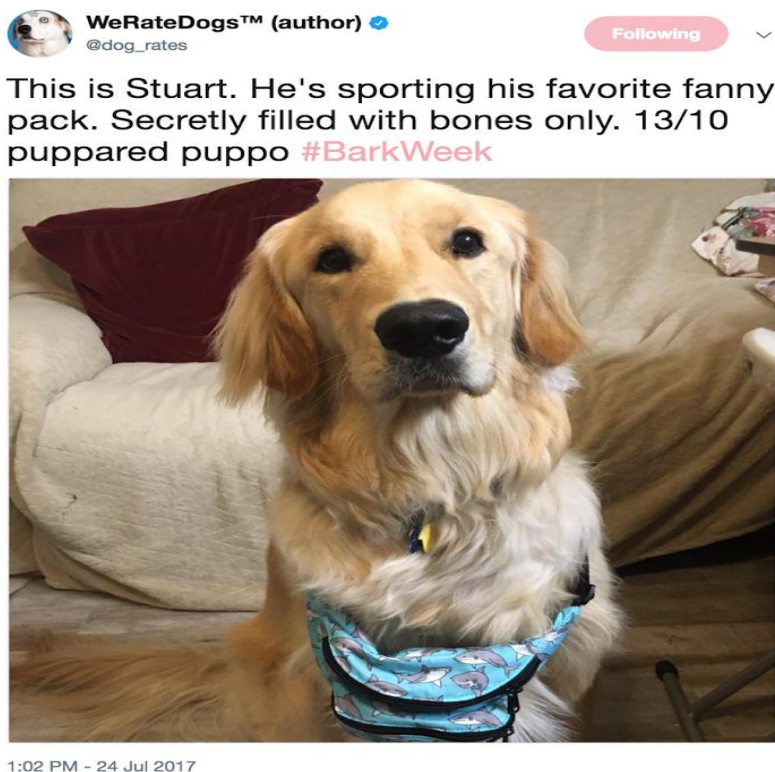 WeRateDogs™ (author)
@dog_rates
Following
This is Stuart. He's sporting his favorite fanny
pack. Secretly filled with bones only. 13/10
puppared puppo #BarkWeek
1:02 PM - 24 Jul 2017